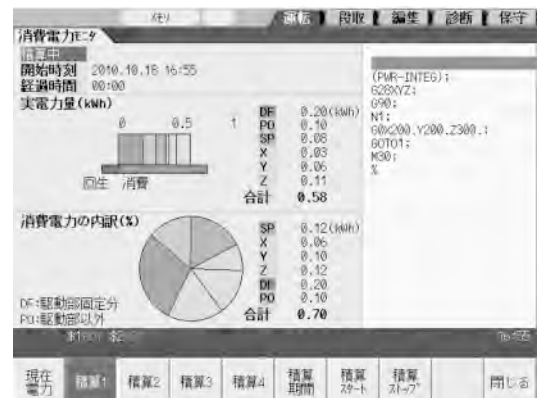 メモリ 運転 段取 編集 診断 保守
消費電力モニタ
積算中
開始時刻 2010.10.18 16:55
経過時間 00:00
実電力量(kWh)
0 0.5 1
回生 消費
DF 0.20(kWh)
PO 0.10
SP 0.08
X 0.03
Y 0.06
Z 0.11
合計 0.58
消費電力の内訳(%)
SP 0.12(kWh)
X 0.06
Y 0.10
Z 0.12
DF 0.20
PO 0.10
合計 0.70
DF:駆動部固定分
PO:駆動部以外
(PWR-INTEG);
G28XYZ;
G90;
N1;
G0X200.Y200.Z300.;
GOTO1;
M30;
%
16:55
現在電力 積算1 積算2 積算3 積算4 積算期間 積算スタート 積算ストップ 閉じる